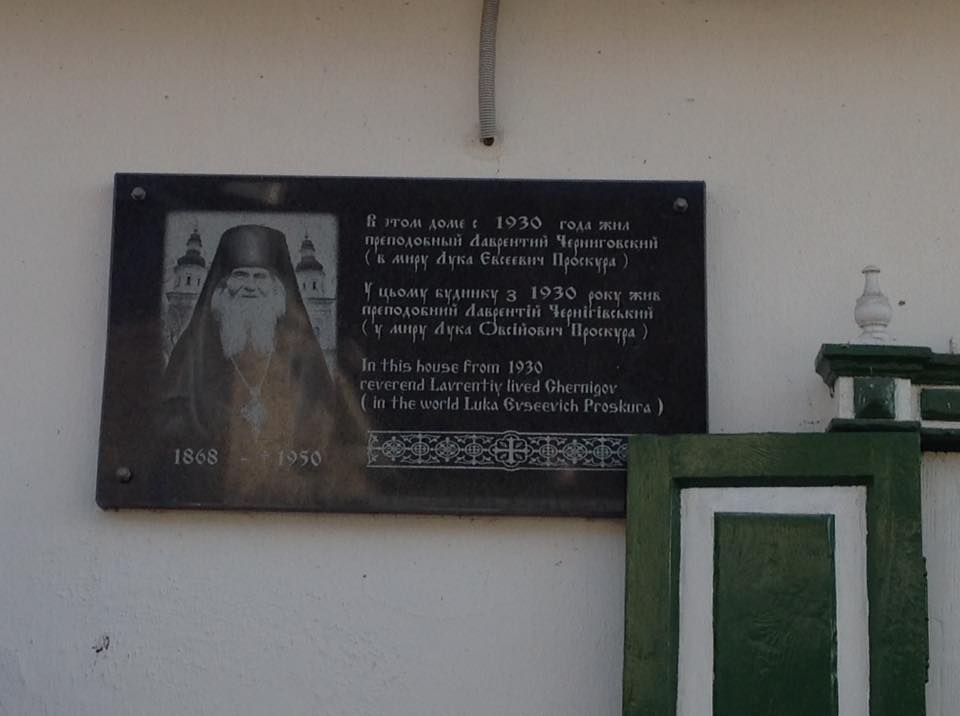 В этом доме с 1930 года жил
преподобный Лаврентий Черниговский
( в миру Лука Евсеевич Проскура )
У цьому будинку з 1930 року жив
преподобний Лаврентій Чернігівський
( у миру Лука Овсійович Проскура )
In this house from 1930
reverend Lavrentiy lived Chernigov
( in the world Luka Evseevich Proskura )
1868 - †1950